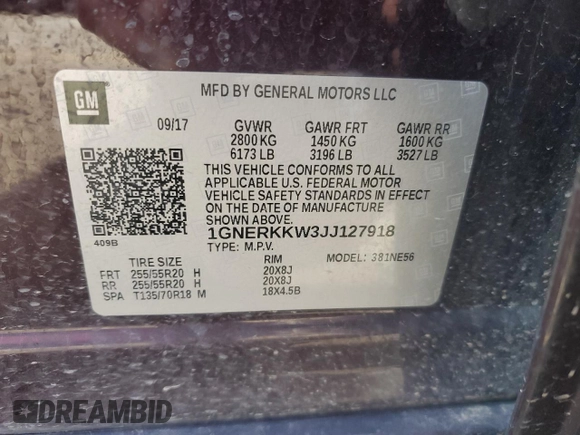 GM
MFD BY GENERAL MOTORS LLC
09/17 GVWR GAWR FRT GAWR RR
2800 KG 1450 KG 1600 KG
6173 LB 3196 LB 3527 LB
THIS VEHICLE CONFORMS TO ALL
APPLICABLE U.S. FEDERAL MOTOR
VEHICLE SAFETY STANDARDS IN EFFECT
ON THE DATE OF MANUFACTURE
SHOWN ABOVE.
409B
1GNERKKW3JJ127918
TYPE: M.P.V. MODEL: 381NE56
TIRE SIZE RIM
FRT 255/55R20 H 20X8J
RR 255/55R20 H 20X8J
SPA T135/70R18 M 18X4.5B
DREAMBID